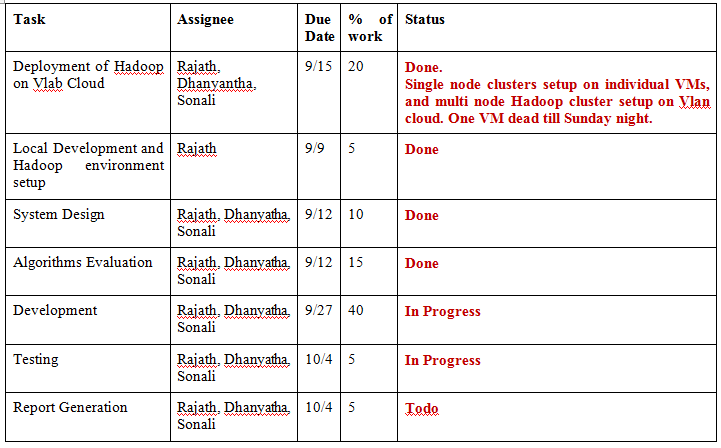 Task Assignee Due % of Status
Date work
Deployment of Hadoop Rajath, 9/15 20 Done.
on Vlab Cloud Dhanyantha, Single node clusters setup on individual VMs,
Sonali and multi node Hadoop cluster setup on Vlan
cloud. One VM dead till Sunday night.
Local Development and Rajath 9/9 5 Done
Hadoop environment
setup
System Design Rajath, Dhanyatha, 9/12 10 Done
Sonali
Algorithms Evaluation Rajath, Dhanyatha, 9/12 15 Done
Sonali
Development Rajath, Dhanyatha, 9/27 40 In Progress
Sonali
Testing Rajath, Dhanyatha, 10/4 5 In Progress
Sonali
Report Generation Rajath, Dhanyatha, 10/4 5 Todo
Sonali